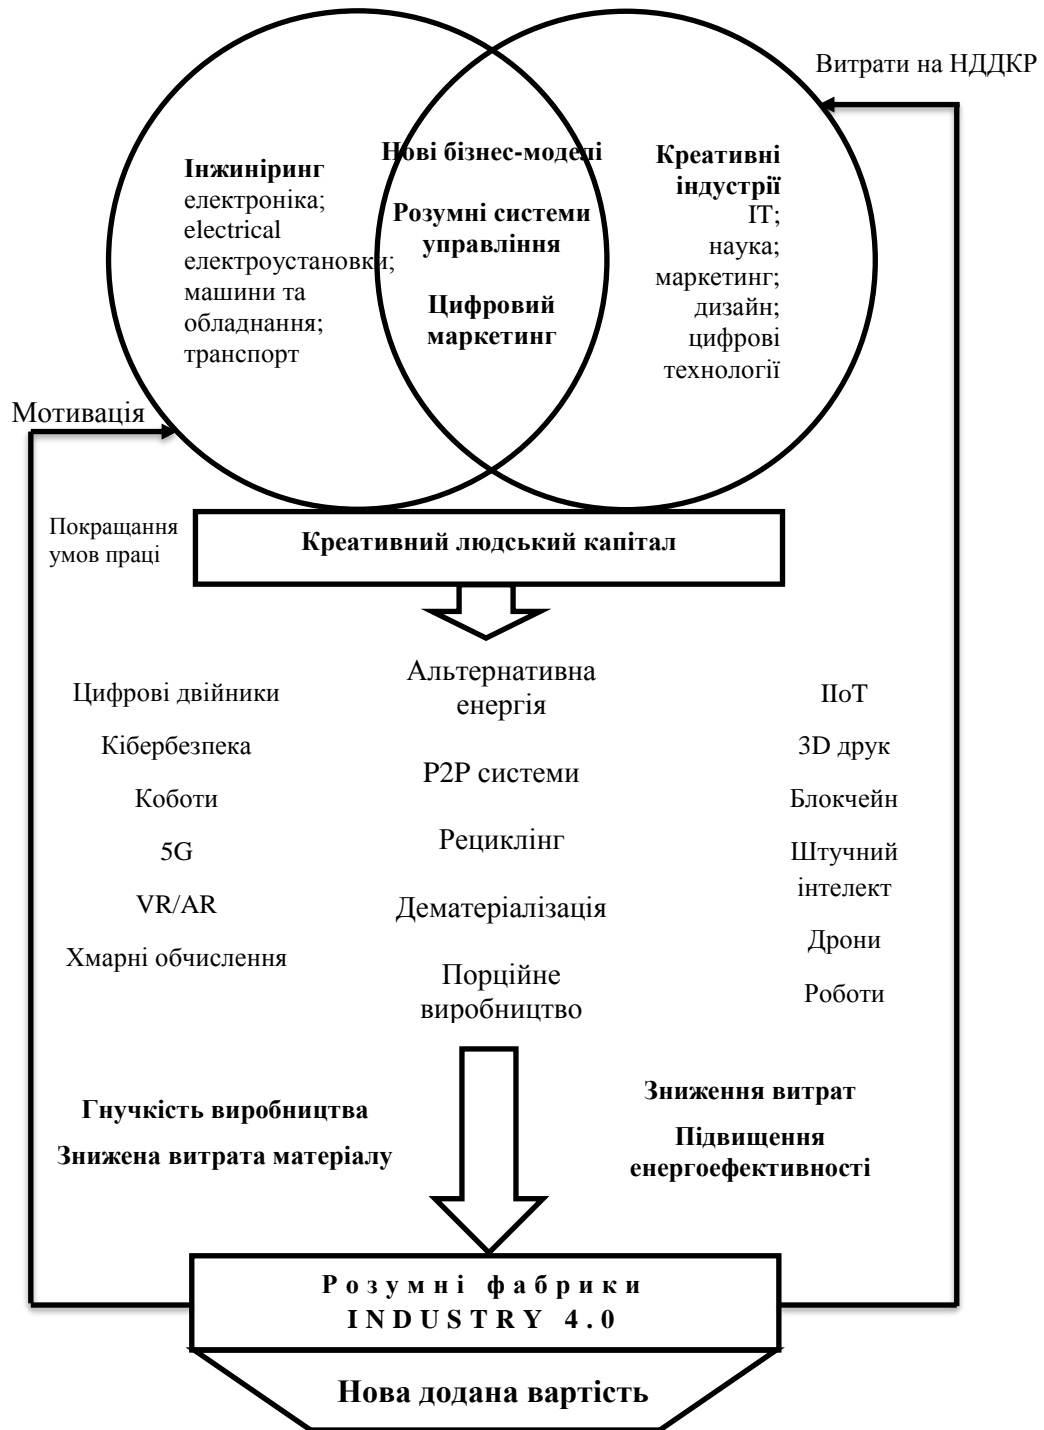 Витрати на НДДКР
Інжиніринг
електроніка;
electrical
електроустановки;
машини та
обладнання;
транспорт
Нові бізнес-моделі
Розумні системи
управління
Цифровий
маркетинг
Креативні
індустрії
ІТ;
наука;
маркетинг;
дизайн;
цифрові
технології
Мотивація
Покращання
умов праці
Креативний людський капітал
Цифрові двійники
Кібербезпека
Коботи
5G
VR/AR
Хмарні обчислення
Альтернативна
енергія
P2P системи
Рециклінг
Дематеріалізація
Порційне
виробництво
ІІоТ
3D друк
Блокчейн
Штучний
інтелект
Дрони
Роботи
Гнучкість виробництва
Знижена витрата матеріалу
Зниження витрат
Підвищення
енергоефективності
Розумні фабрики
INDUSTRY 4.0
Нова додана вартість